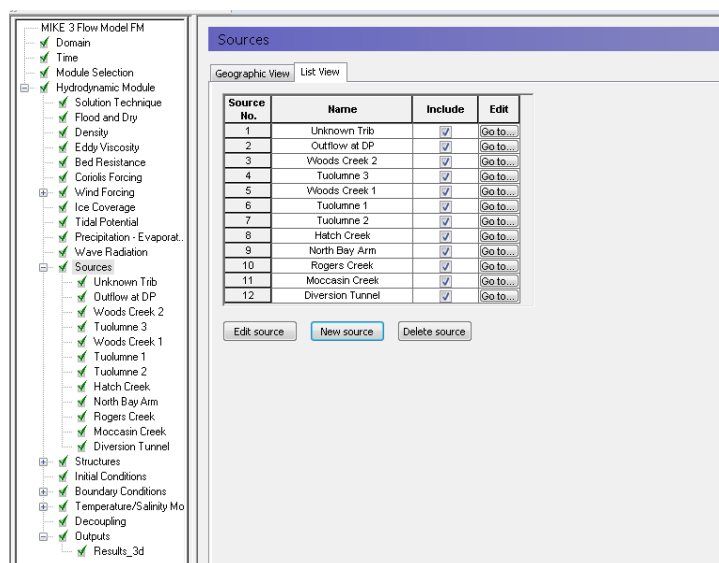 MIKE 3 Flow Model FM
Domain
Time
Module Selection
Hydrodynamic Module
Solution Technique
Flood and Dry
Density
Eddy Viscosity
Bed Resistance
Coriolis Forcing
Wind Forcing
Ice Coverage
Tidal Potential
Precipitation - Evaporat..
Wave Radiation
Sources
Unknown Trib
Outflow at DP
Woods Creek 2
Tuolumne 3
Woods Creek 1
Tuolumne 1
Tuolumne 2
Hatch Creek
North Bay Arm
Rogers Creek
Moccasin Creek
Diversion Tunnel
Structures
Initial Conditions
Boundary Conditions
Temperature/Salinity Mo
Decoupling
Outputs
Results_3d
Sources
Geographic View List View
Source No. Name Include Edit
1 Unknown Trib Go to...
2 Outflow at DP Go to...
3 Woods Creek 2 Go to...
4 Tuolumne 3 Go to...
5 Woods Creek 1 Go to...
6 Tuolumne 1 Go to...
7 Tuolumne 2 Go to...
8 Hatch Creek Go to...
9 North Bay Arm Go to...
10 Rogers Creek Go to...
11 Moccasin Creek Go to...
12 Diversion Tunnel Go to...
Edit source New source Delete source